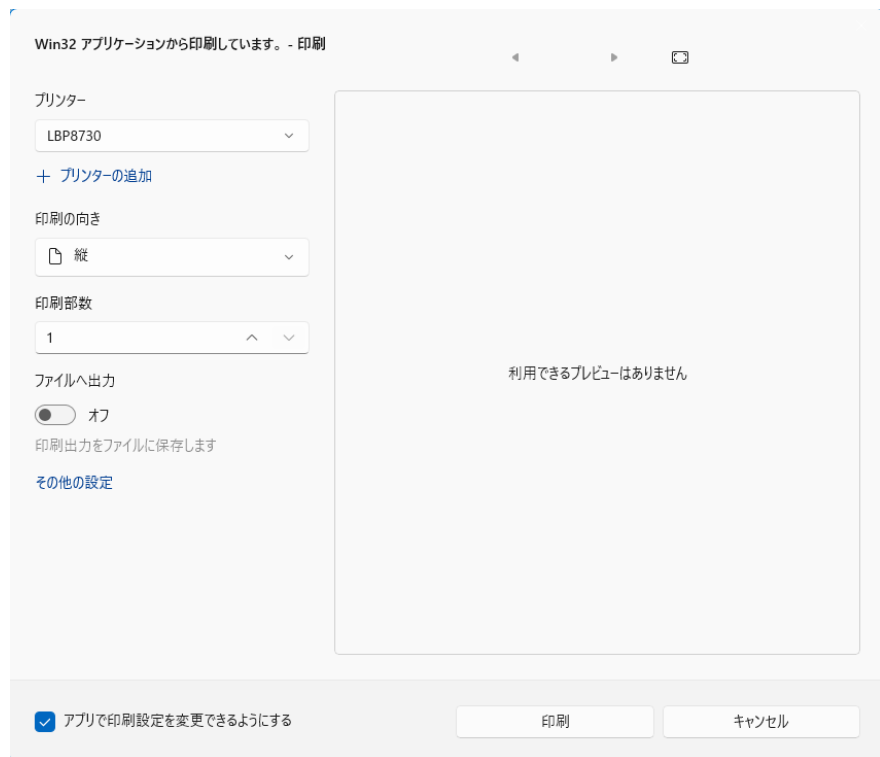 Win32 アプリケーションから印刷しています。 - 印刷
プリンター
LBP8730
プリンターの追加
印刷の向き
縦
印刷部数
1
ファイルへ出力
オフ
印刷出力をファイルに保存します
その他の設定
利用できるプレビューはありません
アプリで印刷設定を変更できるようにする
印刷
キャンセル